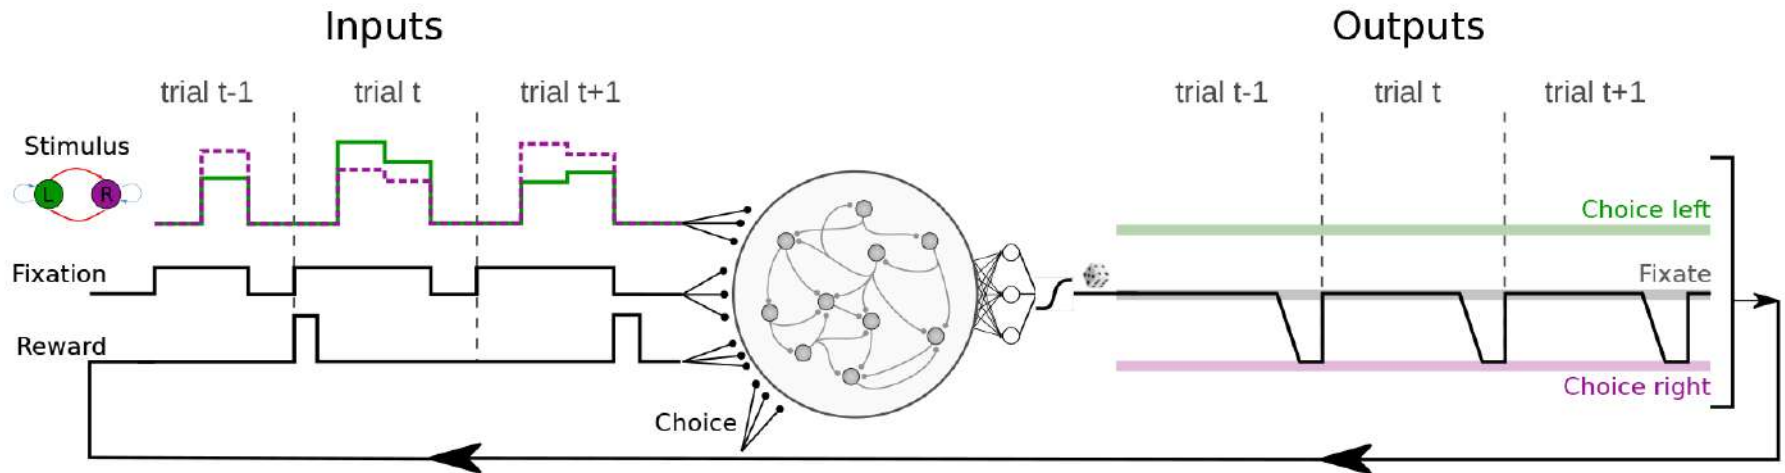 Inputs
Outputs
trial t-1
trial t
trial t+1
trial t-1
trial t
trial t+1
Stimulus
L
R
Choice left
Fixation
Fixate
Reward
Choice right
Choice